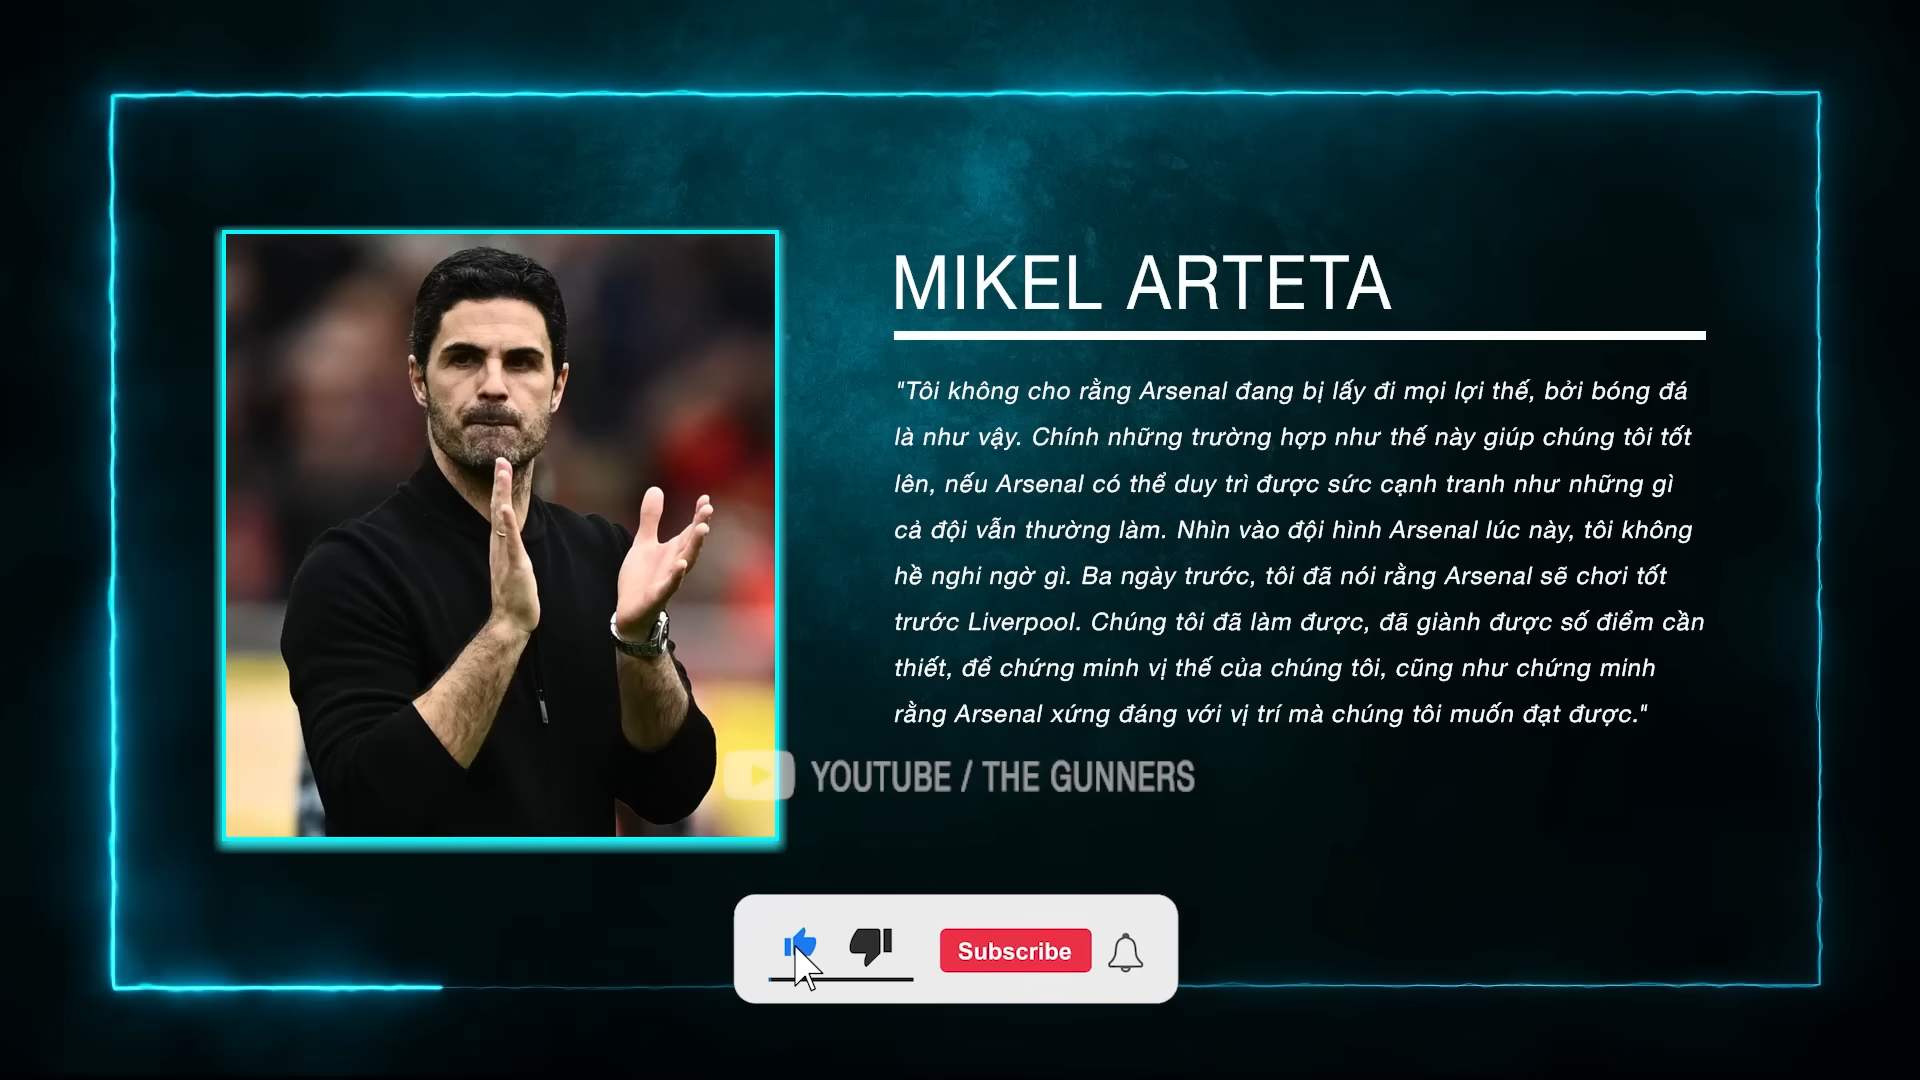 MIKEL ARTETA
"Tôi không cho rằng Arsenal đang bị lấy đi mọi lợi thế, bởi bóng đá
là như vậy. Chính những trường hợp như thế này giúp chúng tôi tốt
lên, nếu Arsenal có thể duy trì được sức cạnh tranh như những gì
cả đội vẫn thường làm. Nhìn vào đội hình Arsenal lúc này, tôi không
hề nghi ngờ gì. Ba ngày trước, tôi đã nói rằng Arsenal sẽ chơi tốt
trước Liverpool. Chúng tôi đã làm được, đã giành được số điểm cần
thiết, để chứng minh vị thế của chúng tôi, cũng như chứng minh
rằng Arsenal xứng đáng với vị trí mà chúng tôi muốn đạt được."
YOUTUBE / THE GUNNERS
Subscribe